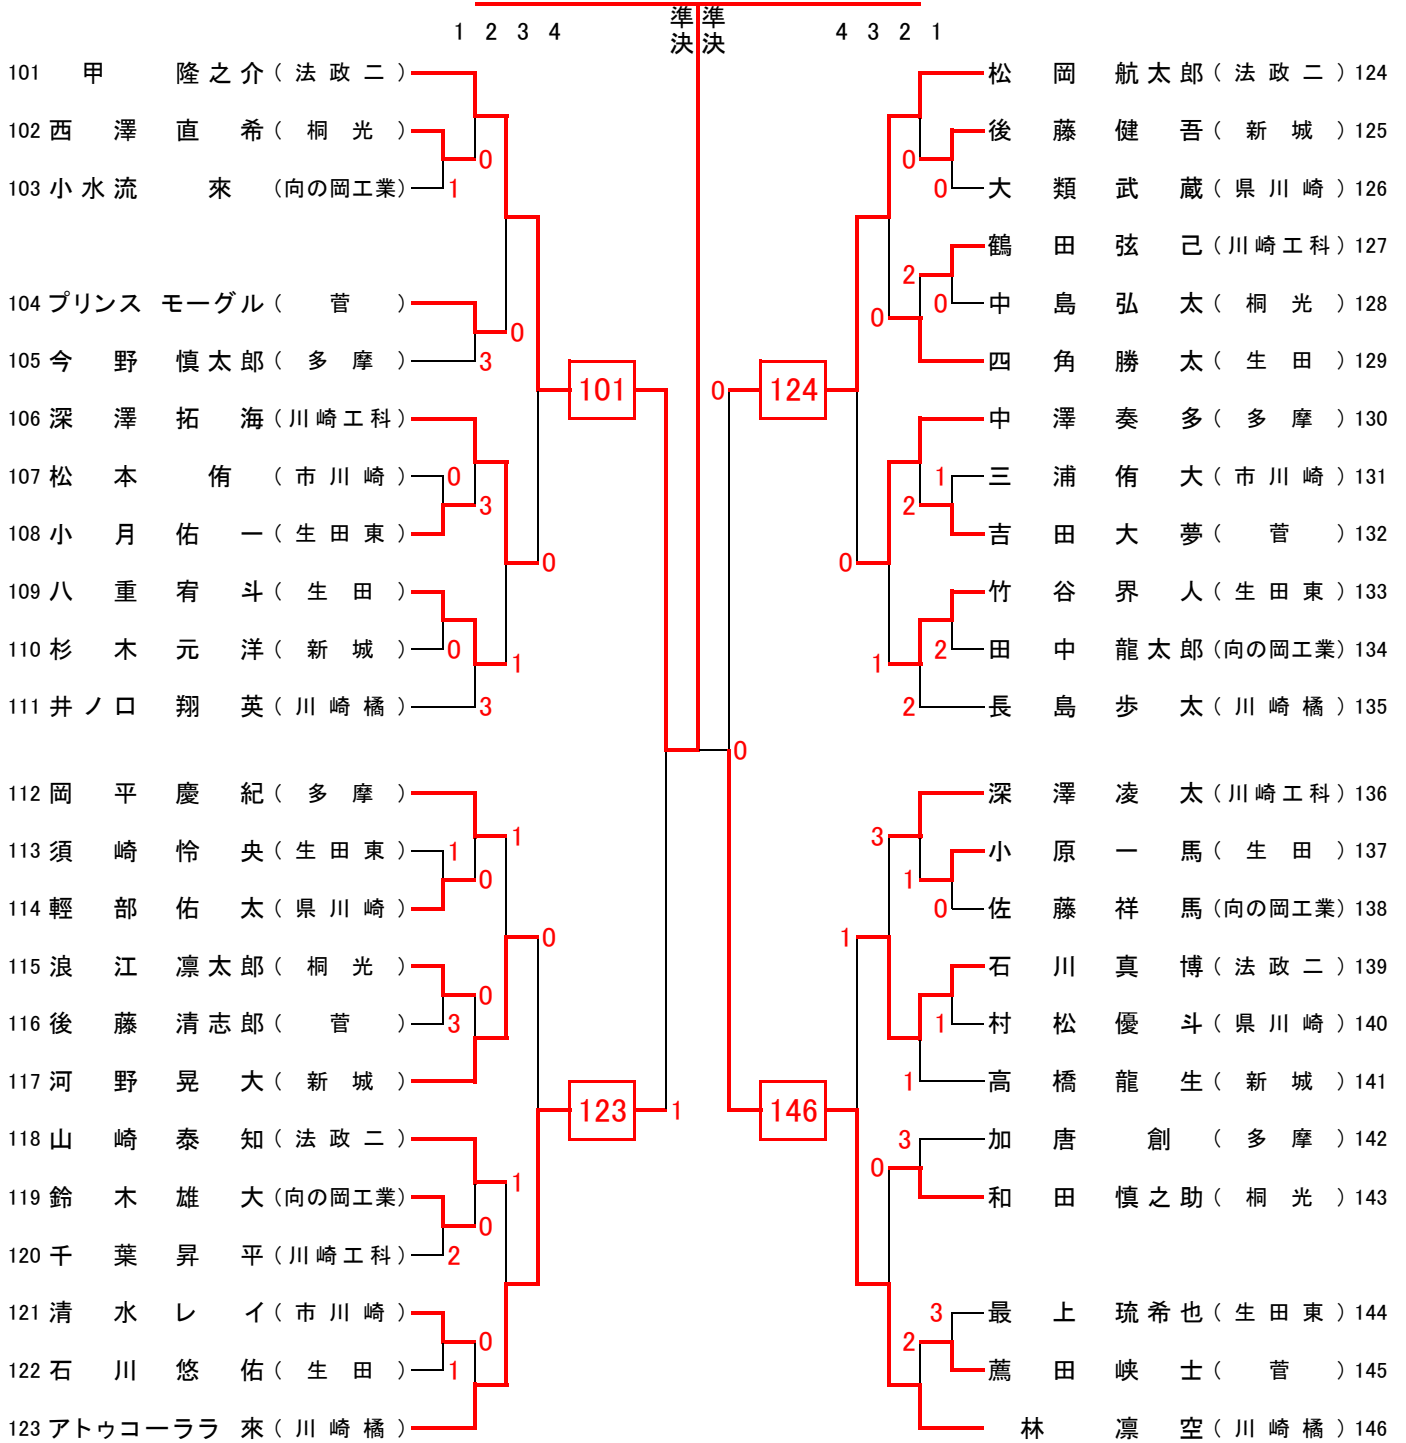 1 2 3 4 準決 準決 4 3 2 1
101 甲 隆之介 (法政二)
102 西澤直希 (桐光)
0
103 小水流 來 (向の岡工業)
1
104 プリンス モーグル (菅)
0
105 今野慎太郎 (多摩)
3
101
106 深澤拓海 (川崎工科)
107 松本 侑 (市川崎)
0
3
108 小月佑一 (生田東)
0
109 八重宥斗 (生田)
110 杉木元洋 (新城)
0
1
111 井ノ口翔英 (川崎橘)
3
112 岡平慶紀 (多摩)
1
113 須崎怜央 (生田東)
1
0
114 輕部佑太 (県川崎)
0
115 浪江凛太郎 (桐光)
0
116 後藤清志郎 (菅)
3
117 河野晃大 (新城)
123
1
118 山崎泰知 (法政二)
1
119 鈴木雄大 (向の岡工業)
0
120 千葉昇平 (川崎工科)
2
121 清水レイ (市川崎)
0
122 石川悠佑 (生田)
1
123 アトゥコーララ 來 (川崎橘)
松岡航太郎 (法政二) 124
後藤健吾 (新城) 125
0
大類武蔵 (県川崎) 126
0
鶴田弦己 (川崎工科) 127
2
中島弘太 (桐光) 128
0
0
四角勝太 (生田) 129
0
124
中澤奏多 (多摩) 130
三浦侑大 (市川崎) 131
1
2
吉田大夢 (菅) 132
0
竹谷界人 (生田東) 133
田中龍太郎 (向の岡工業) 134
2
1
長島歩太 (川崎橘) 135
2
0
深澤凌太 (川崎工科) 136
3
小原一馬 (生田) 137
1
佐藤祥馬 (向の岡工業) 138
0
1
石川真博 (法政二) 139
村松優斗 (県川崎) 140
1
高橋龍生 (新城) 141
1
146
加唐 創 (多摩) 142
3
0
和田慎之助 (桐光) 143
最上琉希也 (生田東) 144
3
2
薦田峡士 (菅) 145
林 凛空 (川崎橘) 146